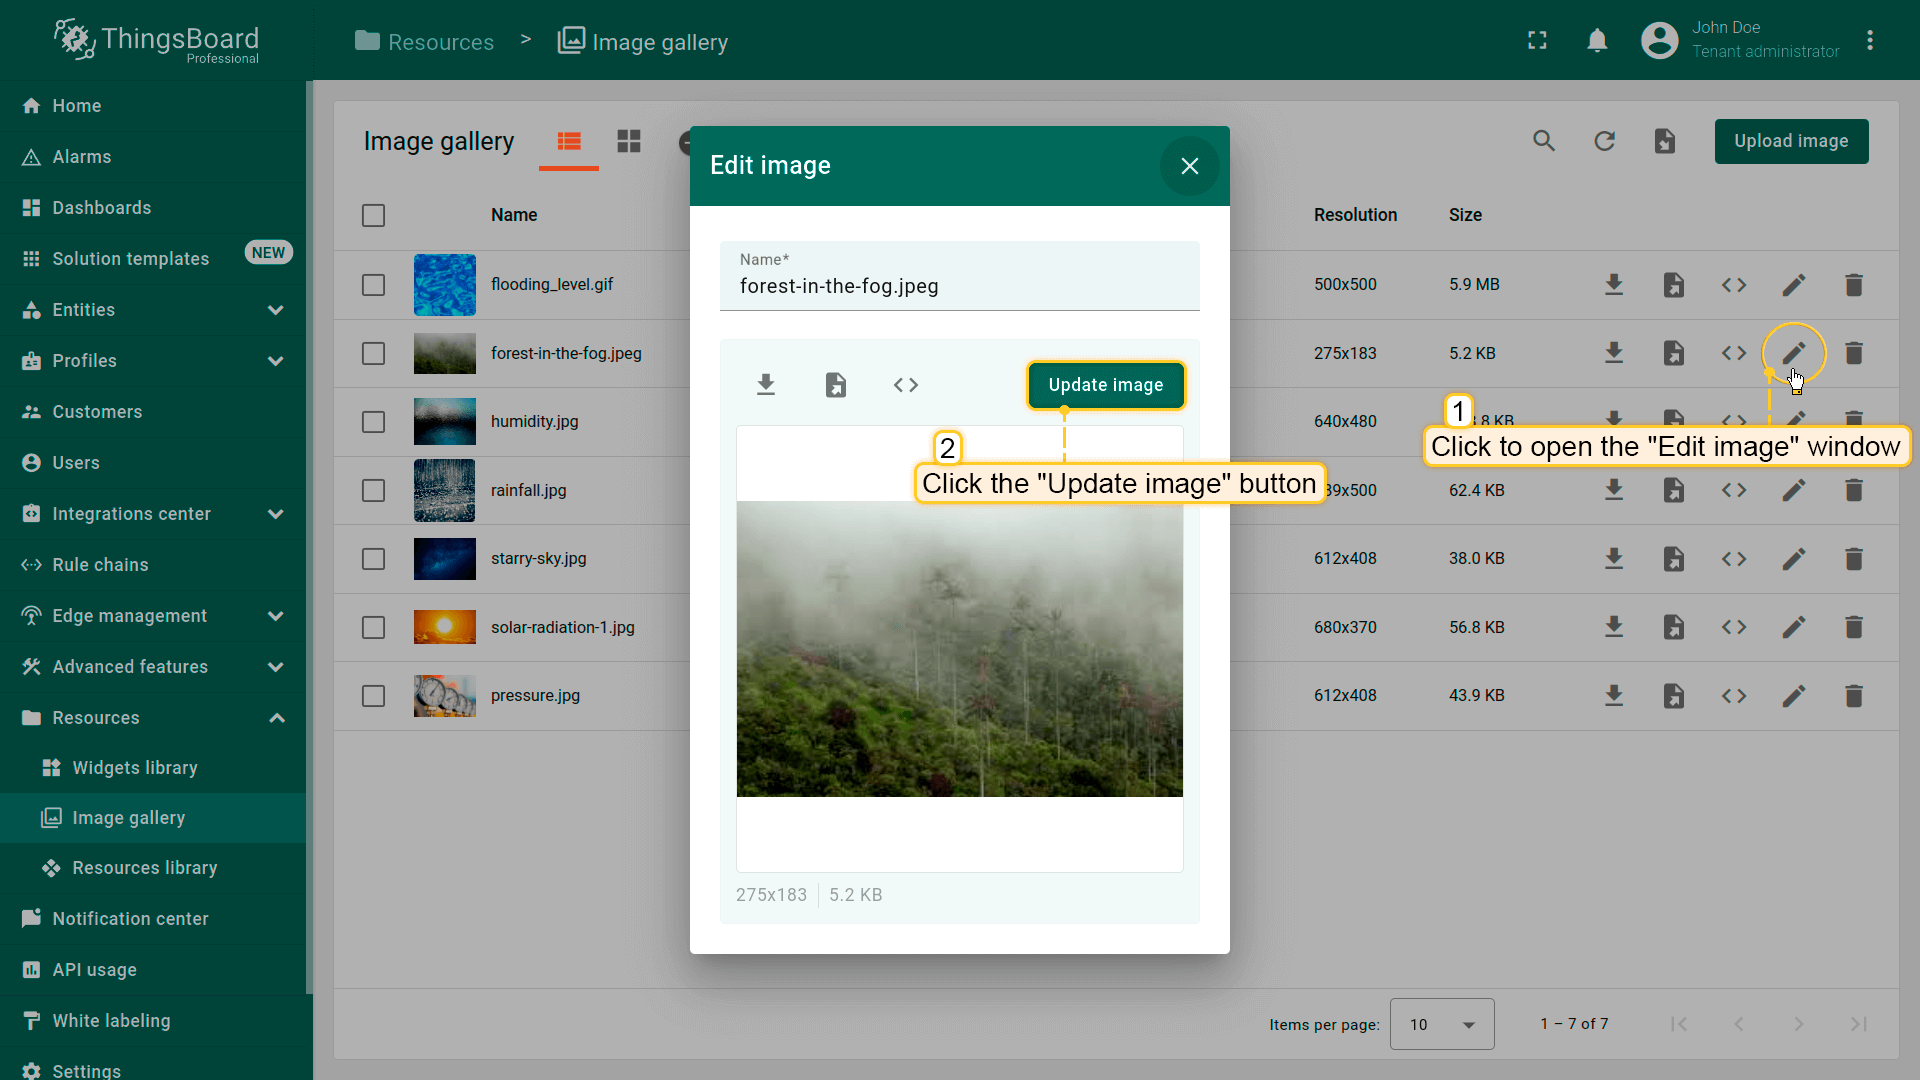 ThingsBoard
Professional
Resources > Image gallery
John Doe
Tenant administrator
Home
Alarms
Dashboards
Solution templates NEW
Entities
Profiles
Customers
Users
Integrations center
Rule chains
Edge management
Advanced features
Resources
Widgets library
Image gallery
Resources library
Notification center
API usage
White labeling
Settings
Image gallery
Upload image
Name Resolution Size
flooding_level.gif 500x500 5.9 MB
forest-in-the-fog.jpeg 275x183 5.2 KB
humidity.jpg 640x480 .8 KB
rainfall.jpg 39x500 62.4 KB
starry-sky.jpg 612x408 38.0 KB
solar-radiation-1.jpg 680x370 56.8 KB
pressure.jpg 612x408 43.9 KB
Edit image
Name*
forest-in-the-fog.jpeg
Update image
275x183 5.2 KB
1
Click to open the "Edit image" window
2
Click the "Update image" button
Items per page: 10 1 – 7 of 7